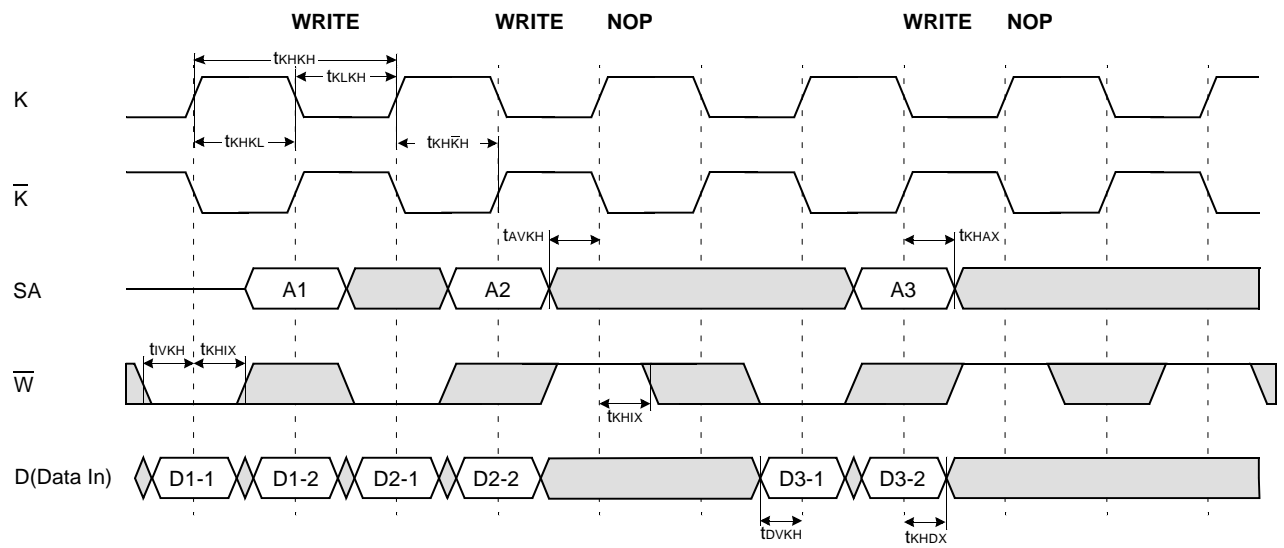 WRITE WRITE NOP WRITE NOP
tKHKH
tKLKH
K
tKHKL tKHK̅H
K̅
tAVKH tKHAX
SA A1 A2 A3
tIVKH tKHIX
W̅
tKHIX
D(Data In) D1-1 D1-2 D2-1 D2-2 D3-1 D3-2
tDVKH tKHDX